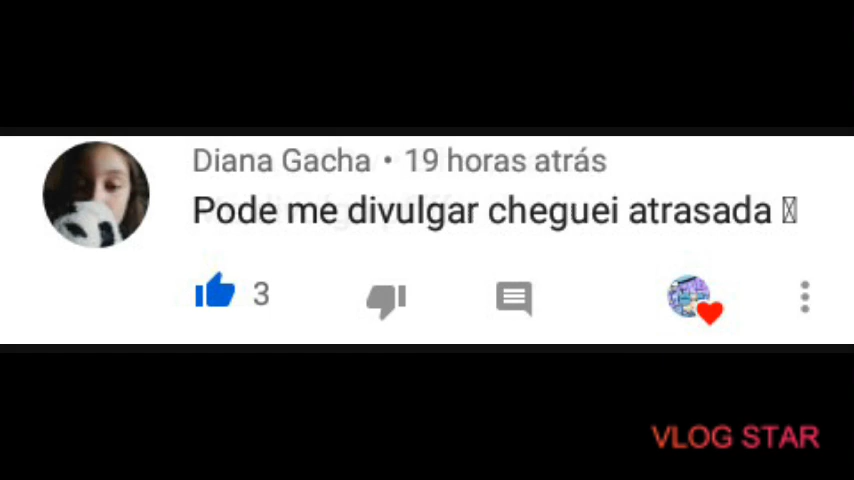 Diana Gacha • 19 horas atrás
Pode me divulgar cheguei atrasada
3
VLOG STAR